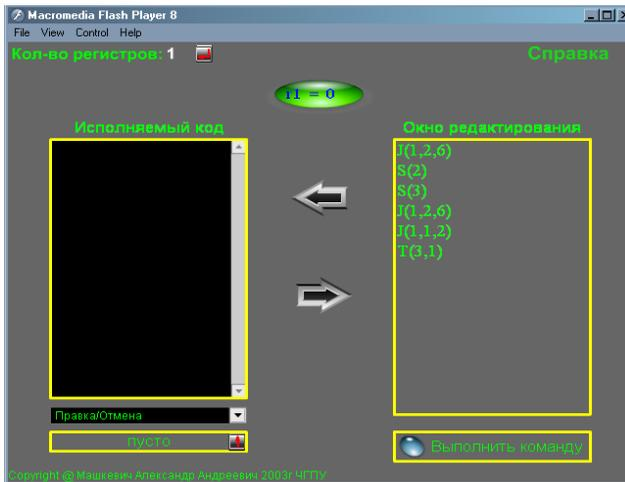 Macromedia Flash Player 8
File View Control Help
Кол-во регистров: 1
Справка
r1 = 0
Исполняемый код
Окно редактирования
J(1,2,6)
S(2)
S(3)
J(1,2,6)
J(1,1,2)
T(3,1)
Правка/Отмена
пусто
Выполнить команду
Copyright @ Машкевич Александр Андреевич 2003г ЧГПУ